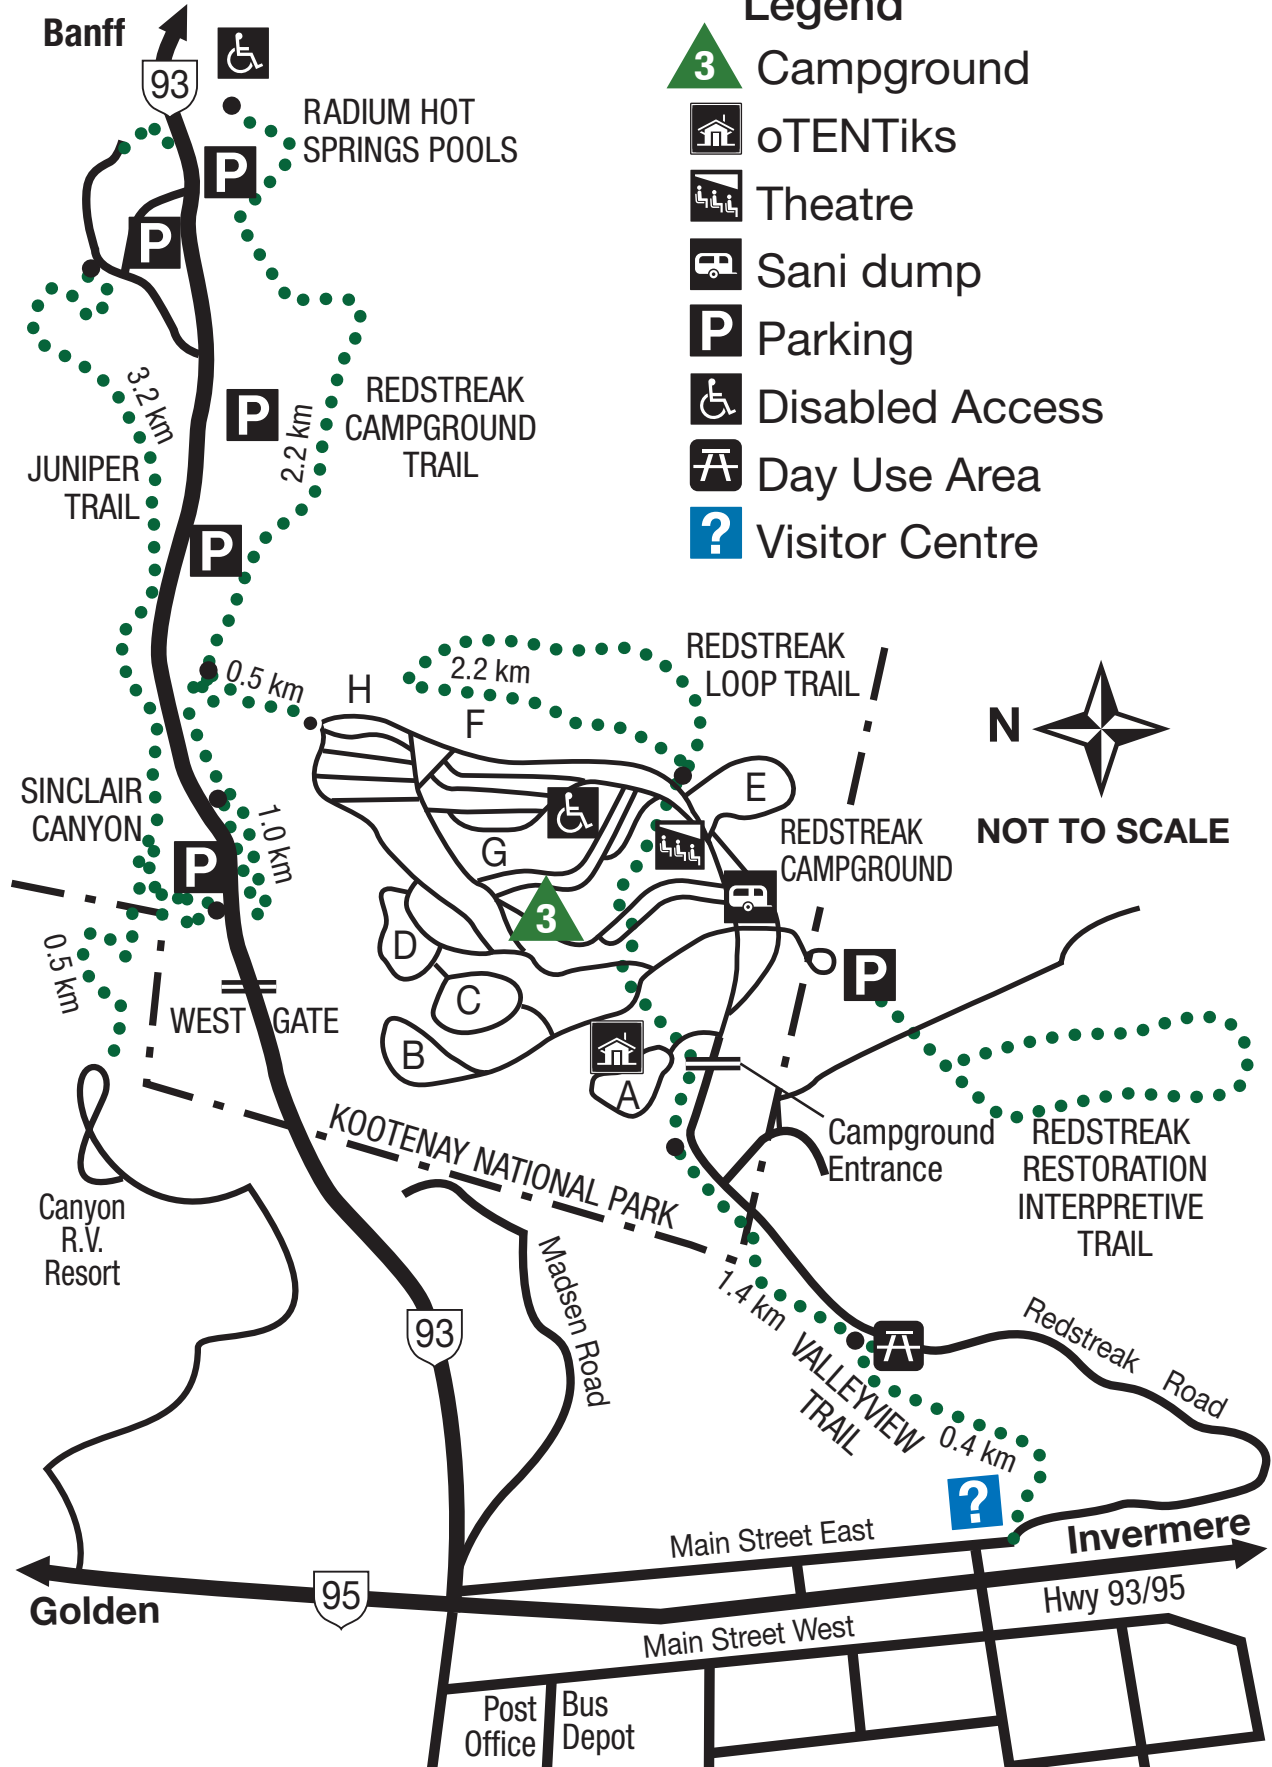 Banff
93
RADIUM HOT
SPRINGS POOLS
P
P
3.2 km
P
REDSTREAK
CAMPGROUND
TRAIL
2.2 km
JUNIPER
TRAIL
P
Legend
3 Campground
oTENTiks
Theatre
Sani dump
P Parking
Disabled Access
Day Use Area
? Visitor Centre
0.5 km
H
F
2.2 km
REDSTREAK
LOOP TRAIL
N
NOT TO SCALE
E
SINCLAIR
CANYON
1.0 km
P
G
REDSTREAK
CAMPGROUND
3
D
C
B
A
P
0.5 km
WEST GATE
KOOTENAY NATIONAL PARK
Campground
Entrance
REDSTREAK
RESTORATION
INTERPRETIVE
TRAIL
Canyon
R.V.
Resort
93
Madsen Road
1.4 km
VALLEYVIEW
TRAIL
Redstreak Road
0.4 km
?
Main Street East
Invermere
Golden
95
Hwy 93/95
Main Street West
Post
Office
Bus
Depot